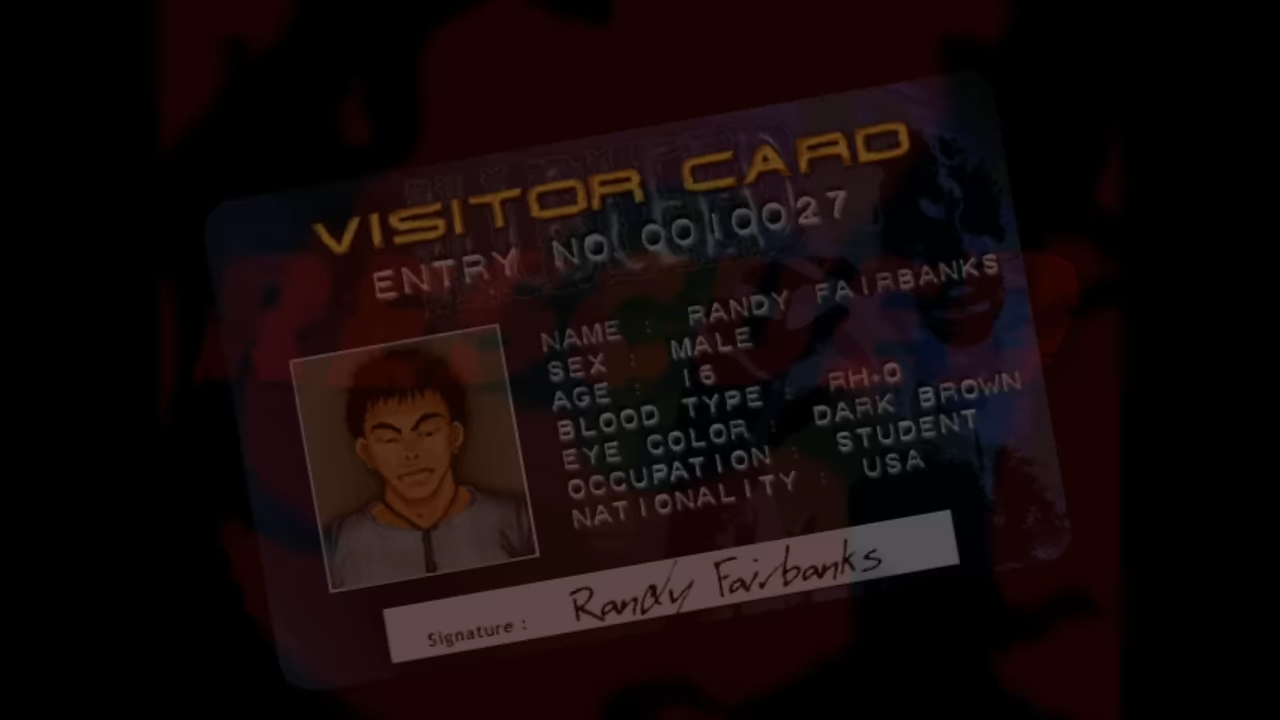 VISITOR CARD
ENTRY NO 0010027
NAME : RANDY FAIRBANKS
SEX : MALE
AGE : 16
BLOOD TYPE : RH+O
EYE COLOR : DARK BROWN
OCCUPATION : STUDENT
NATIONALITY : USA
Signature : Randy Fairbanks